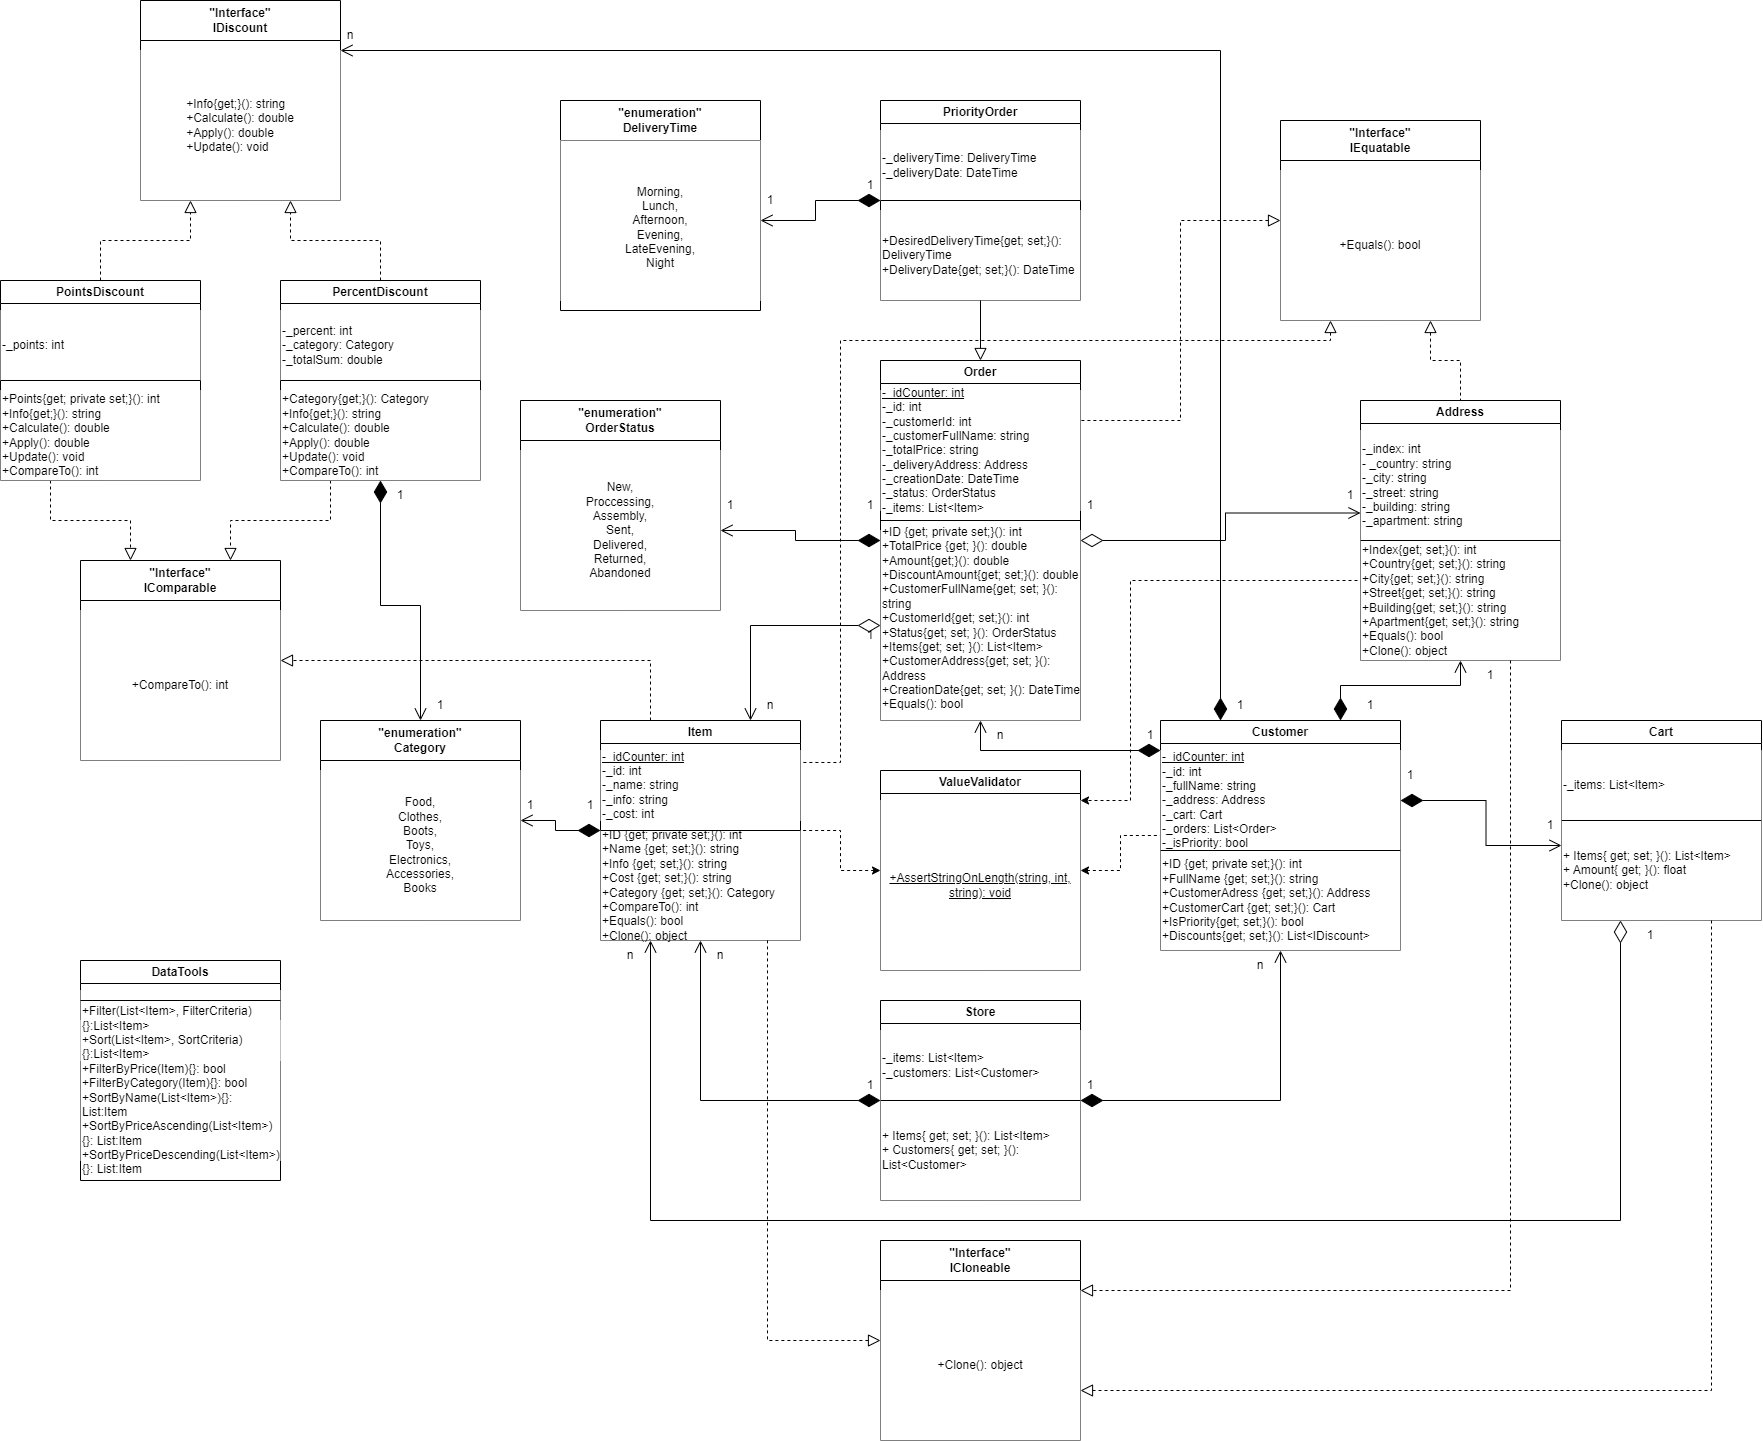 "Interface"
IDiscount
+Info{get;}(): string
+Calculate(): double
+Apply(): double
+Update(): void
n
"enumeration"
DeliveryTime
Morning,
Lunch,
Afternoon,
Evening,
LateEvening,
Night
1
1
PriorityOrder
-_deliveryTime: DeliveryTime
-_deliveryDate: DateTime
+DesiredDeliveryTime{get; set;}():
DeliveryTime
+DeliveryDate{get; set;}(): DateTime
"Interface"
IEquatable
+Equals(): bool
PointsDiscount
-_points: int
+Points{get; private set;}(): int
+Info{get;}(): string
+Calculate(): double
+Apply(): double
+Update(): void
+CompareTo(): int
PercentDiscount
-_percent: int
-_category: Category
-_totalSum: double
+Category{get;}(): Category
+Info{get;}(): string
+Calculate(): double
+Apply(): double
+Update(): void
+CompareTo(): int
1
"enumeration"
OrderStatus
New,
Proccessing,
Assembly,
Sent,
Delivered,
Returned,
Abandoned
1
1
Order
-_idCounter: int
-_id: int
-_customerId: int
-_customerFullName: string
-_totalPrice: string
-_deliveryAddress: Address
-_creationDate: DateTime
-_status: OrderStatus
-_items: List<Item>
+ID {get; private set;}(): int
+TotalPrice {get; }(): double
+Amount{get;}(): double
+DiscountAmount{get; set;}(): double
+CustomerFullName{get; set; }():
string
+CustomerId{get; set;}(): int
+Status{get; set; }(): OrderStatus
+Items{get; set; }(): List<Item>
+CustomerAddress{get; set; }():
Address
+CreationDate{get; set; }(): DateTime
+Equals(): bool
1
1
1
Address
-_index: int
- _country: string
-_city: string
-_street: string
-_building: string
-_apartment: string
+Index{get; set;}(): int
+Country{get; set;}(): string
+City{get; set;}(): string
+Street{get; set;}(): string
+Building{get; set;}(): string
+Apartment{get; set;}(): string
+Equals(): bool
+Clone(): object
"Interface"
IComparable
+CompareTo(): int
1
"enumeration"
Category
Food,
Clothes,
Boots,
Toys,
Electronics,
Accessories,
Books
1
1
n
Item
-_idCounter: int
-_id: int
-_name: string
-_info: string
-_cost: int
+ID {get; private set;}(): int
+Name {get; set;}(): string
+Info {get; set;}(): string
+Cost {get; set;}(): string
+Category {get; set;}(): Category
+CompareTo(): int
+Equals(): bool
+Clone(): object
n
n
n
1
ValueValidator
+AssertStringOnLength(string, int,
string): void
1
1
1
Customer
-_idCounter: int
-_id: int
-_fullName: string
-_address: Address
-_cart: Cart
-_orders: List<Order>
-_isPriority: bool
+ID {get; private set;}(): int
+FullName {get; set;}(): string
+CustomerAdress {get; set;}(): Address
+CustomerCart {get; set;}(): Cart
+IsPriority{get; set;}(): bool
+Discounts{get; set;}(): List<IDiscount>
n
1
1
Cart
-_items: List<Item>
+ Items{ get; set; }(): List<Item>
+ Amount{ get; }(): float
+Clone(): object
1
DataTools
+Filter(List<Item>, FilterCriteria)
{}:List<Item>
+Sort(List<Item>, SortCriteria)
{}:List<Item>
+FilterByPrice(Item){}: bool
+FilterByCategory(Item){}: bool
+SortByName(List<Item>){}:
List:Item
+SortByPriceAscending(List<Item>)
{}: List:Item
+SortByPriceDescending(List<Item>)
{}: List:Item
Store
-_items: List<Item>
-_customers: List<Customer>
1
1
+ Items{ get; set; }(): List<Item>
+ Customers{ get; set; }():
List<Customer>
"Interface"
ICloneable
+Clone(): object